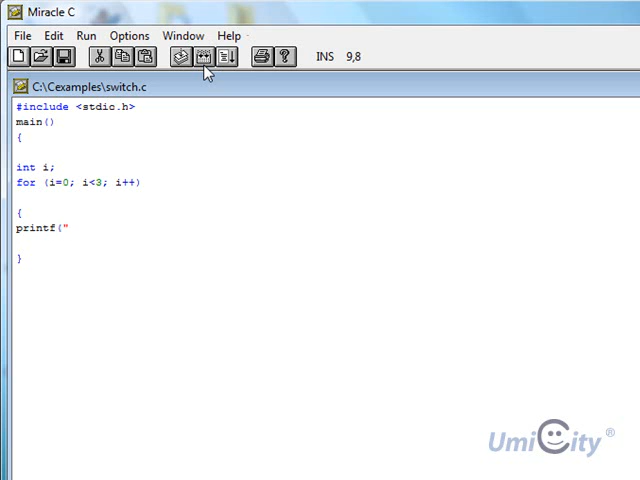 Miracle C
File Edit Run Options Window Help
INS 9,8
C:\Cexamples\switch.c
#include <stdic.h>
main()
{
int i;
for (i=0; i<3; i++)
{
printf("
}
UmiCity ®